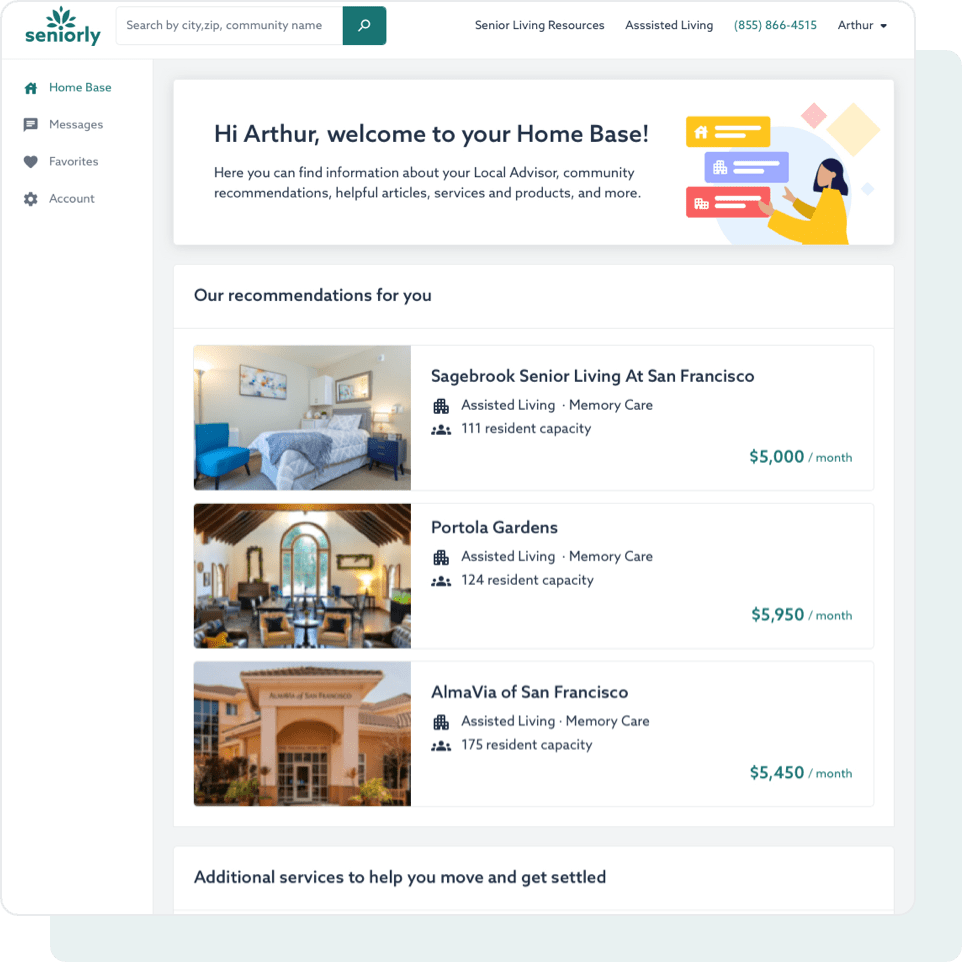 seniorly
Search by city,zip, community name
Senior Living Resources
Asssisted Living
(855) 866-4515
Arthur
Home Base
Messages
Favorites
Account
Hi Arthur, welcome to your Home Base!
Here you can find information about your Local Advisor, community
recommendations, helpful articles, services and products, and more.
Our recommendations for you
Sagebrook Senior Living At San Francisco
Assisted Living · Memory Care
111 resident capacity
$5,000 / month
Portola Gardens
Assisted Living · Memory Care
124 resident capacity
$5,950 / month
ALMAVIA of SAN FRANCISCO
AlmaVia of San Francisco
Assisted Living · Memory Care
175 resident capacity
$5,450 / month
Additional services to help you move and get settled